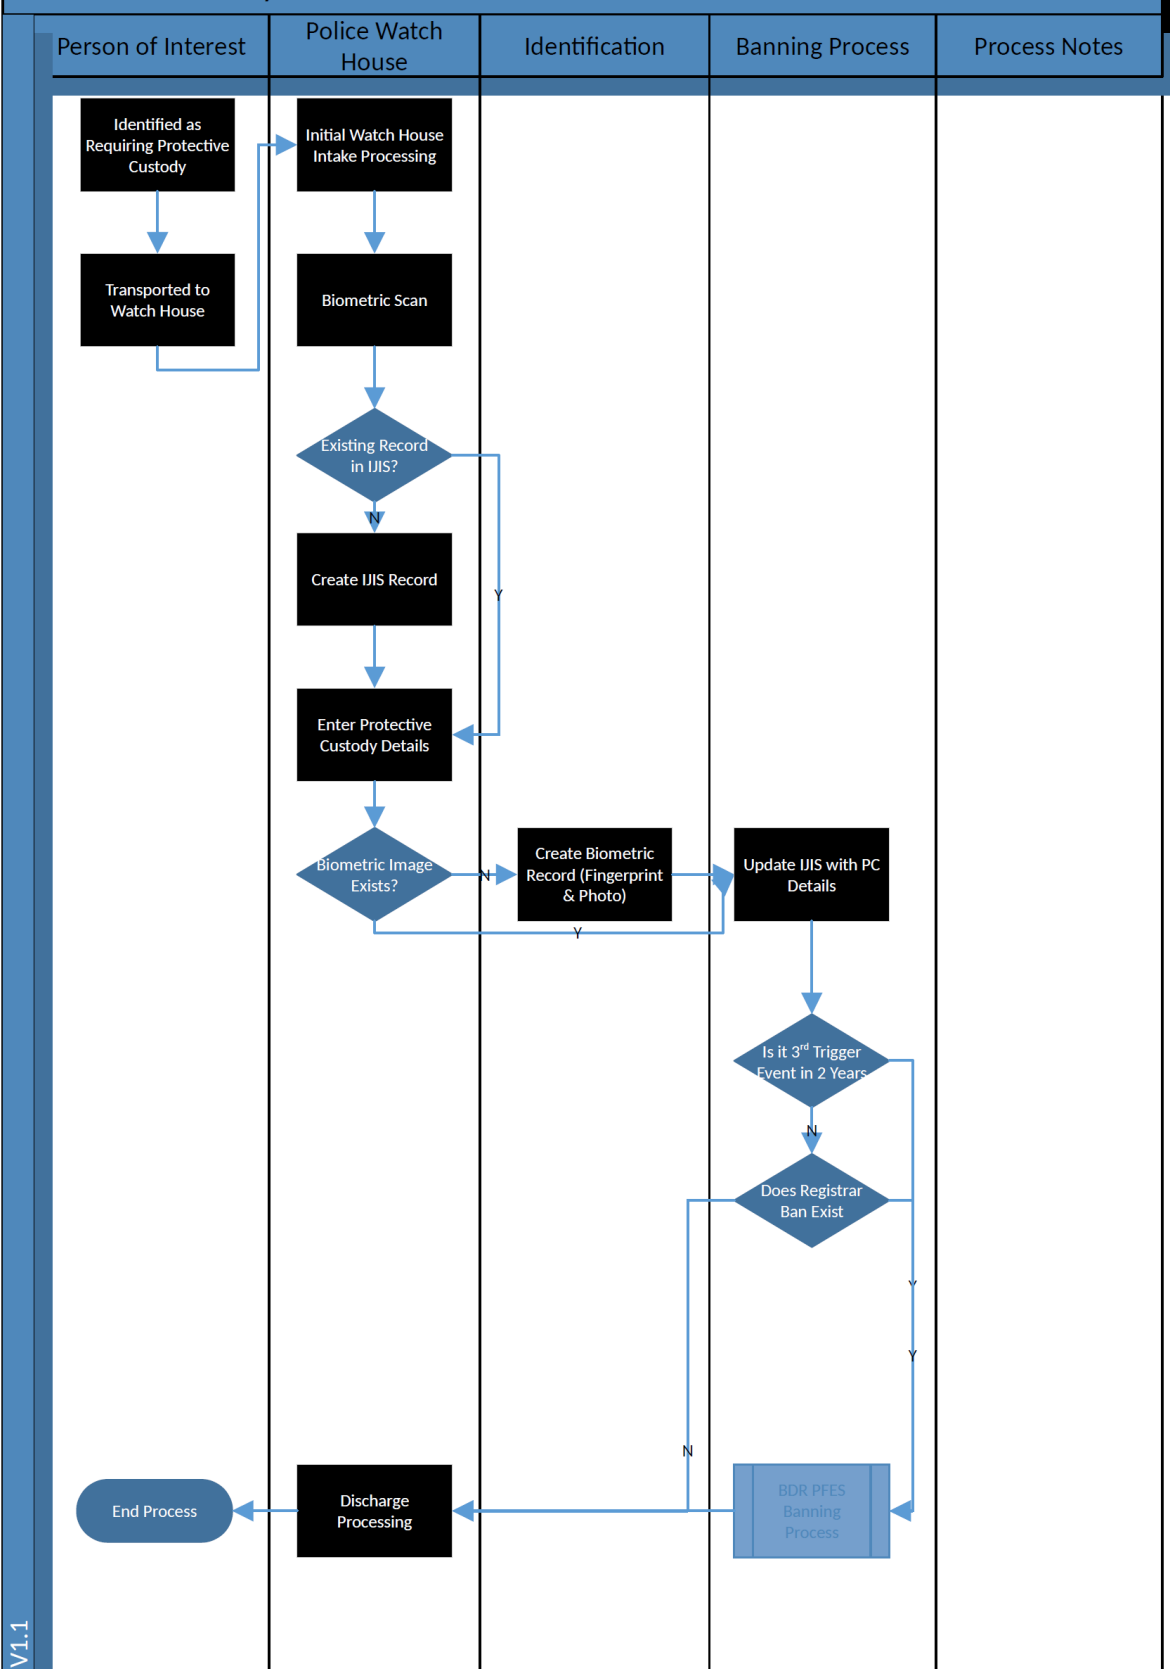 Person of Interest
Police Watch
House
Identification
Banning Process
Process Notes
Identified as
Requiring Protective
Custody
Initial Watch House
Intake Processing
Transported to
Watch House
Biometric Scan
Existing Record
in IJIS?
N
Create IJIS Record
Y
Enter Protective
Custody Details
Biometric Image
Exists?
N
Create Biometric
Record (Fingerprint
& Photo)
Update IJIS with PC
Details
Y
Is it 3rd Trigger
Event in 2 Years
N
Does Registrar
Ban Exist
Y
Y
N
End Process
Discharge
Processing
BDR PFES
Banning
Process
V1.1